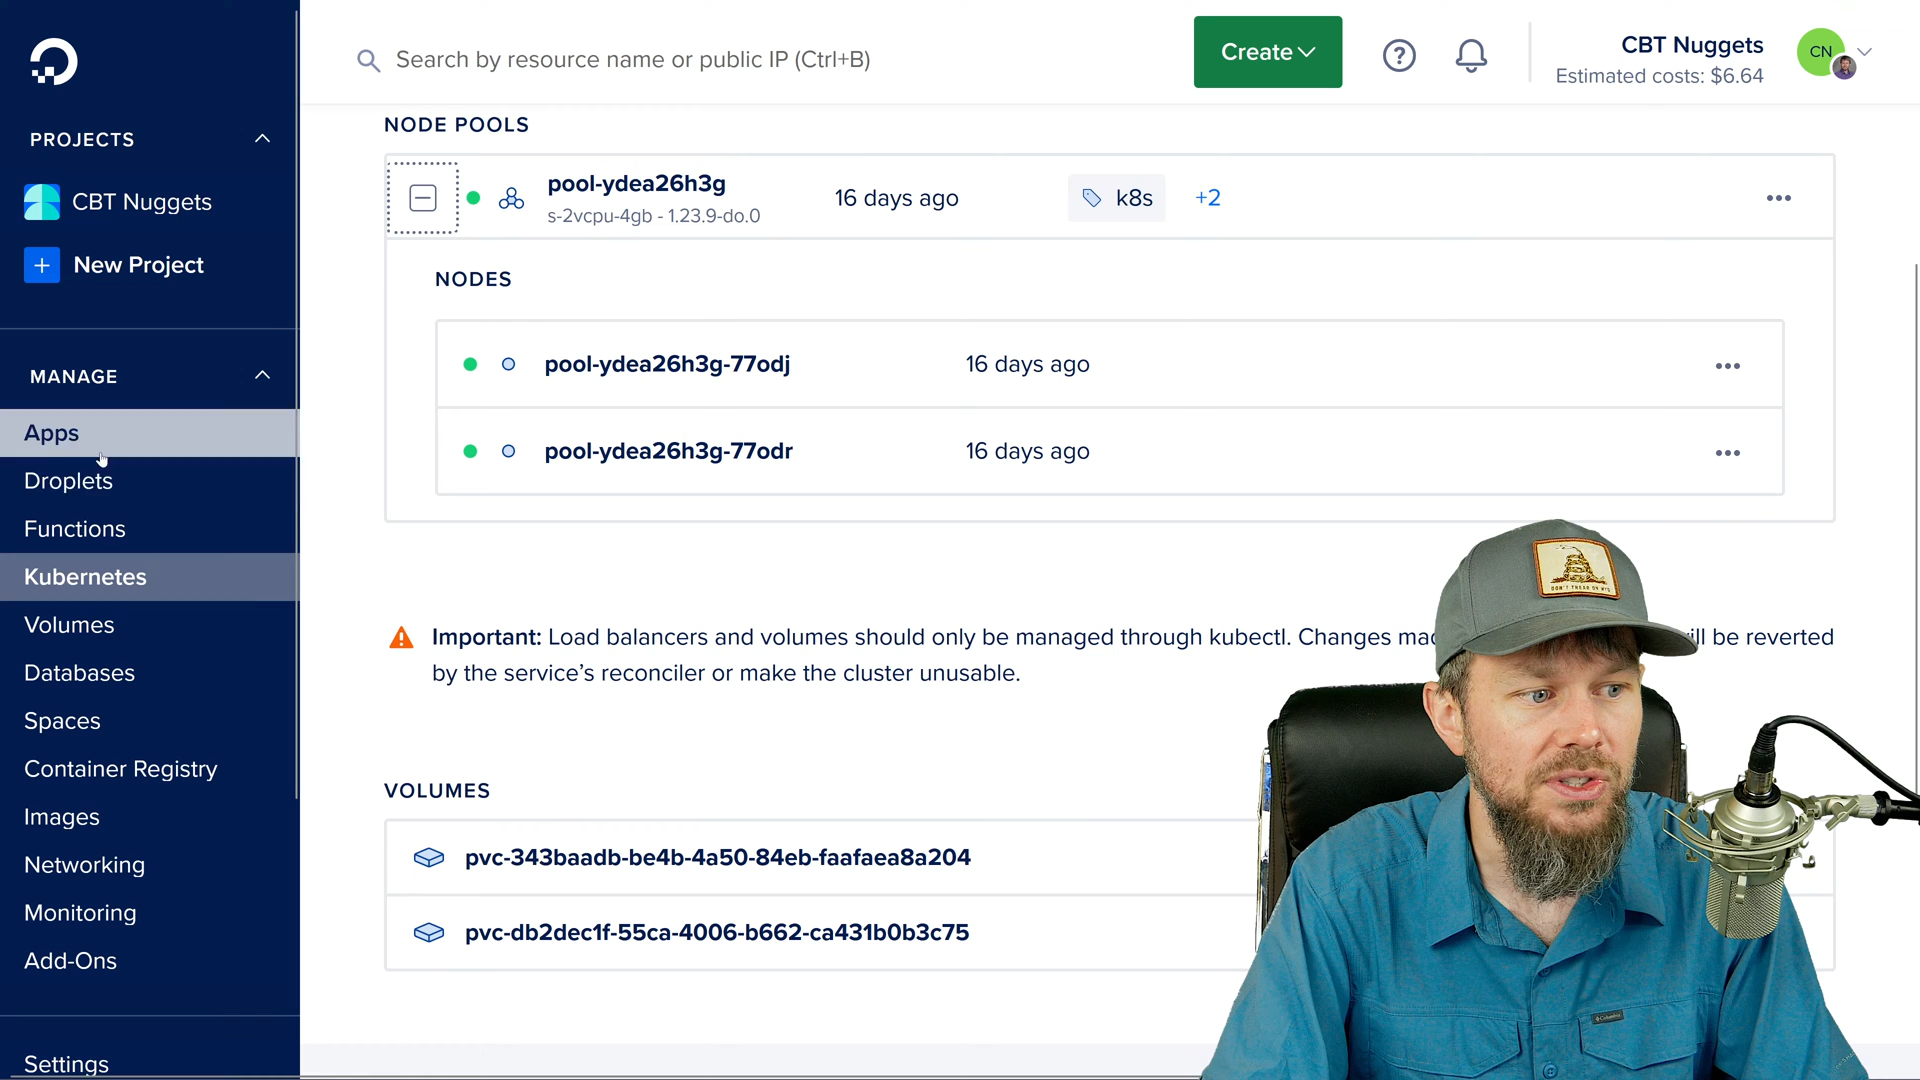 Search by resource name or public IP (Ctrl+B)
Create
CBT Nuggets
Estimated costs: $6.64
CN
PROJECTS
CBT Nuggets
New Project
MANAGE
Apps
Droplets
Functions
Kubernetes
Volumes
Databases
Spaces
Container Registry
Images
Networking
Monitoring
Add-Ons
Settings
NODE POOLS
pool-ydea26h3g
s-2vcpu-4gb - 1.23.9-do.0
16 days ago
k8s
+2
NODES
pool-ydea26h3g-77odj
16 days ago
pool-ydea26h3g-77odr
16 days ago
Important: Load balancers and volumes should only be managed through kubectl. Changes ill be reverted
by the service's reconciler or make the cluster unusable.
VOLUMES
pvc-343baadb-be4b-4a50-84eb-faafaea8a204
pvc-db2dec1f-55ca-4006-b662-ca431b0b3c75
DON'T TREAD ON ME
Columbia